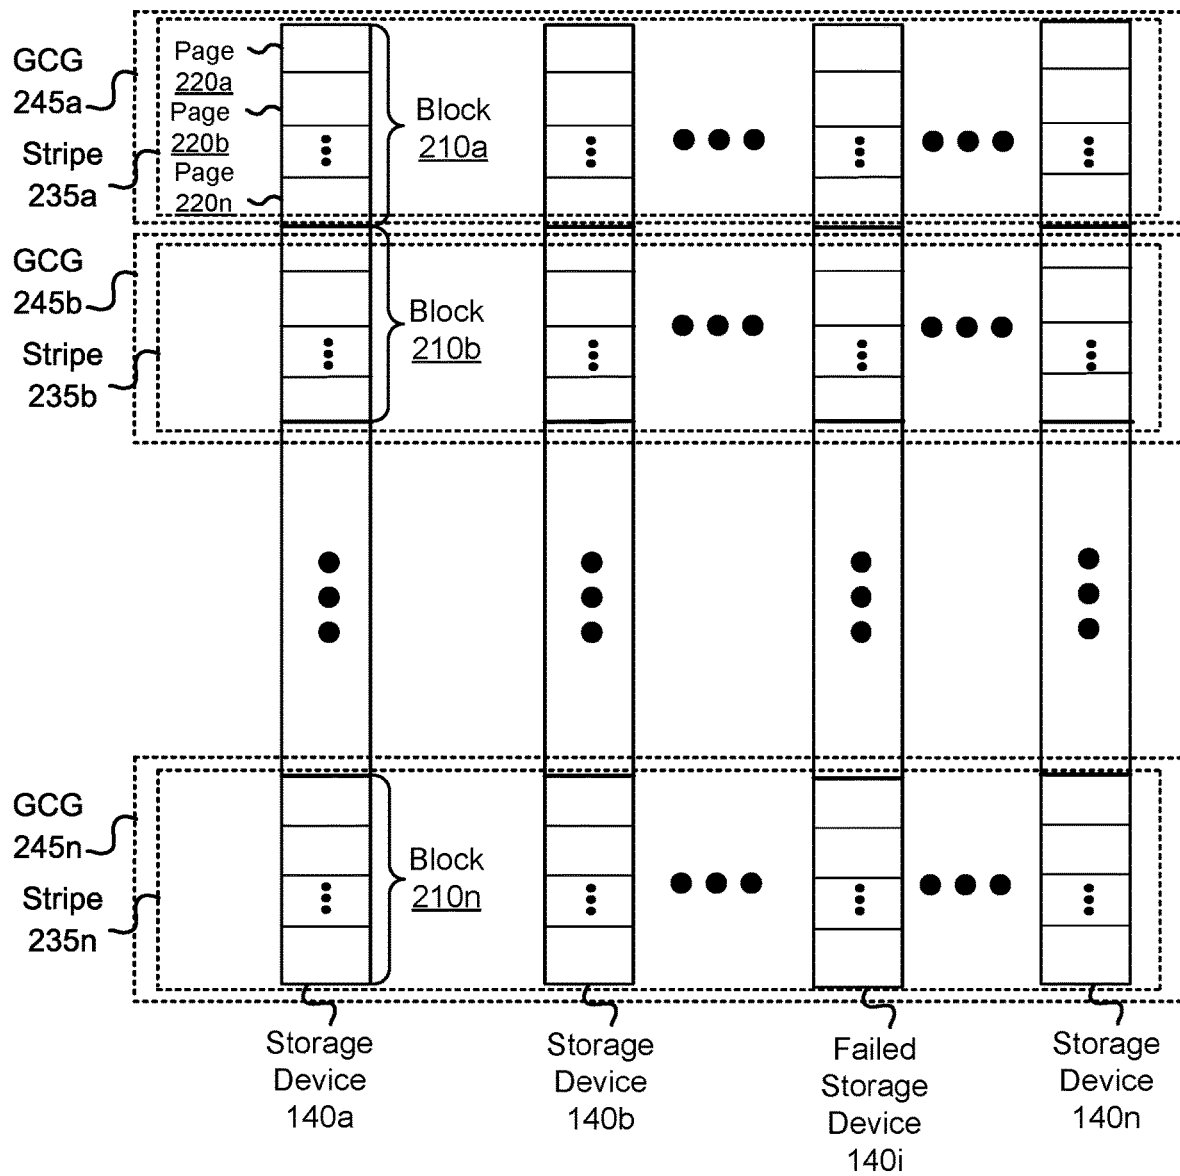 GCG
245a
Stripe
235a
Page
220a
Page
220b
Page
220n
Block
210a
GCG
245b
Stripe
235b
Block
210b
GCG
245n
Stripe
235n
Block
210n
Storage
Device
140a
Storage
Device
140b
Failed
Storage
Device
140i
Storage
Device
140n